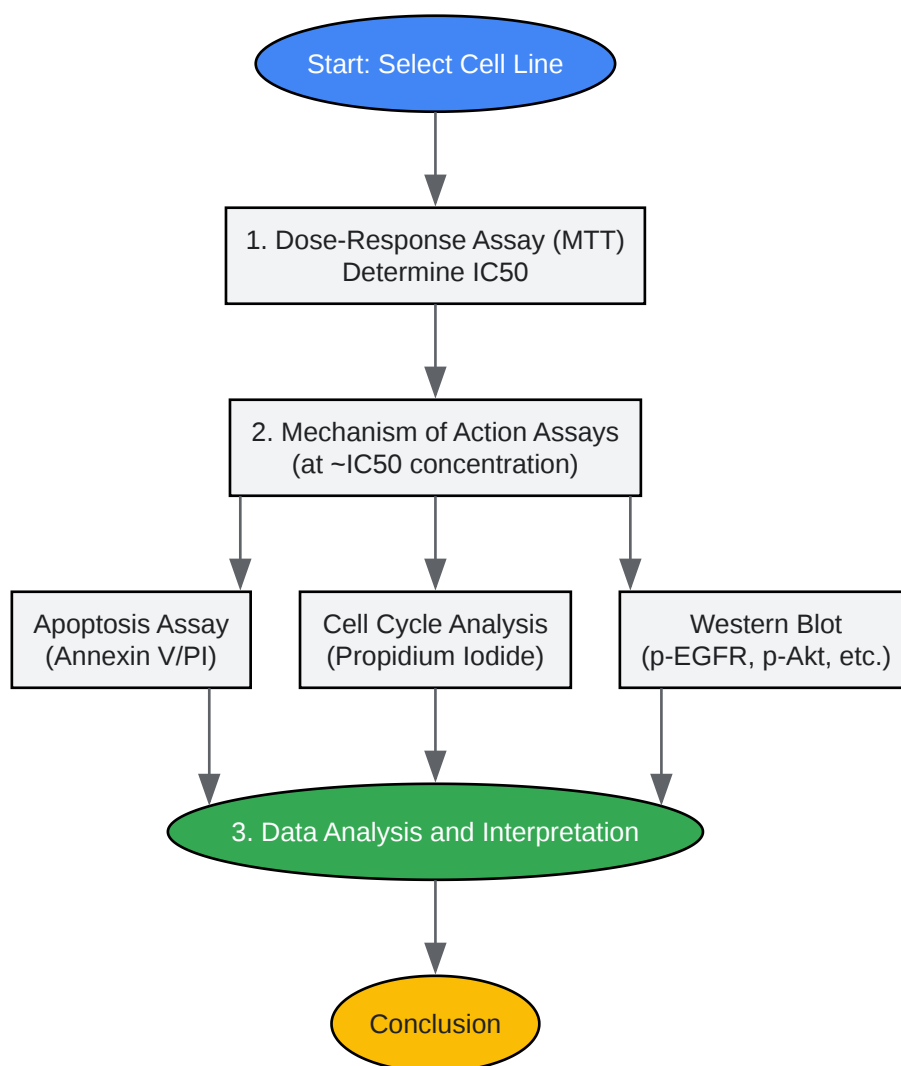 Start: Select Cell Line
1. Dose-Response Assay (MTT)
Determine IC50
2. Mechanism of Action Assays
(at ~IC50 concentration)
Apoptosis Assay
(Annexin V/PI)
Cell Cycle Analysis
(Propidium Iodide)
Western Blot
(p-EGFR, p-Akt, etc.)
3. Data Analysis and Interpretation
Conclusion